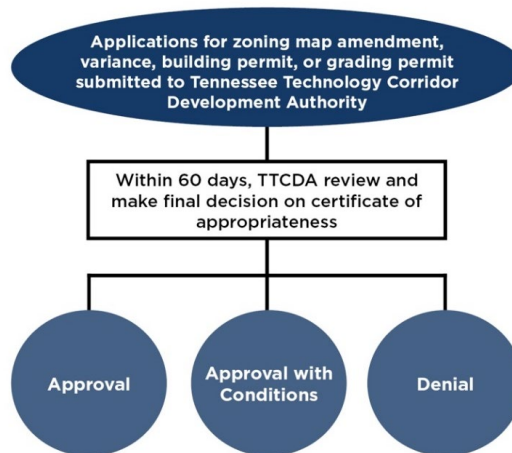 Applications for zoning map amendment,
variance, building permit, or grading permit
submitted to Tennessee Technology Corridor
Development Authority
Within 60 days, TTCDA review and
make final decision on certificate of
appropriateness
Approval
Approval with
Conditions
Denial